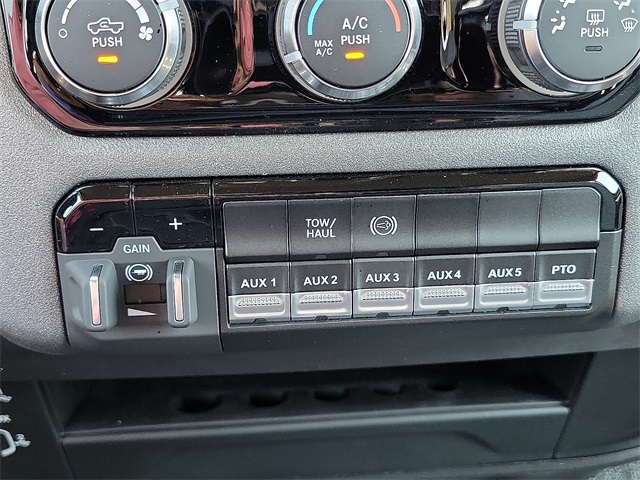 PUSH
A/C
PUSH
MAX
A/C
PUSH
− +
GAIN
TOW/
HAUL
AUX 1 AUX 2 AUX 3 AUX 4 AUX 5 PTO